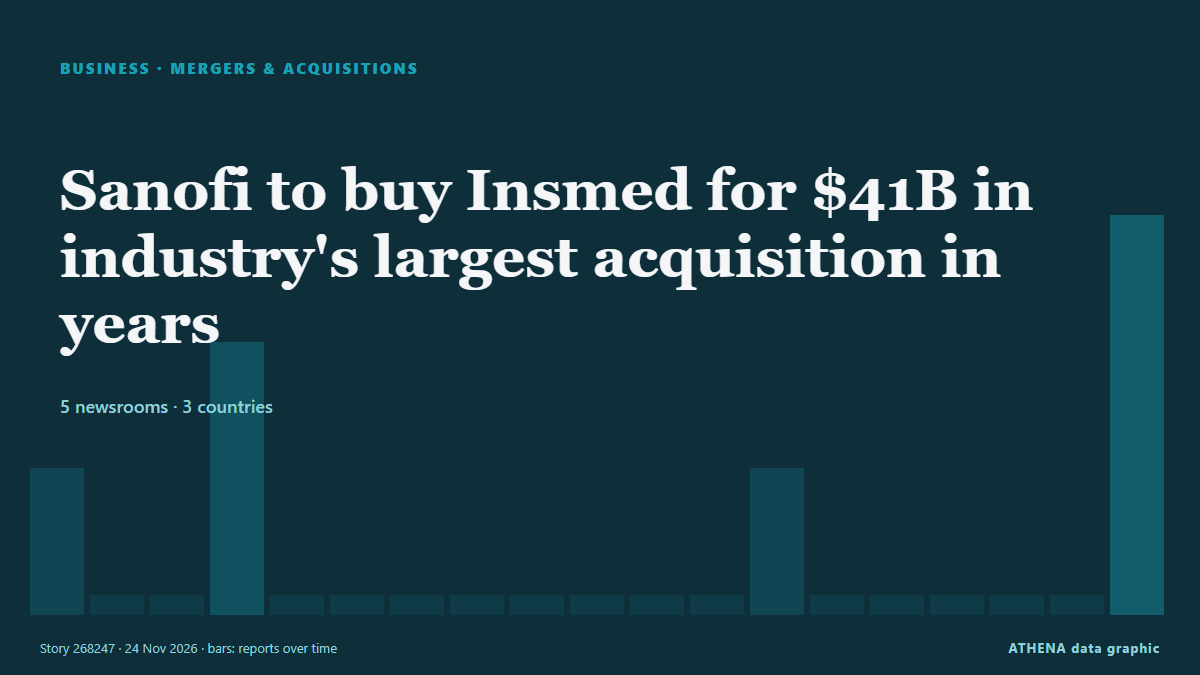 BUSINESS · MERGERS & ACQUISITIONS
Sanofi to buy Insmed for $41B in
industry's largest acquisition in
years
5 newsrooms · 3 countries
Story 268247 · 24 Nov 2026 · bars: reports over time
ATHENA data graphic